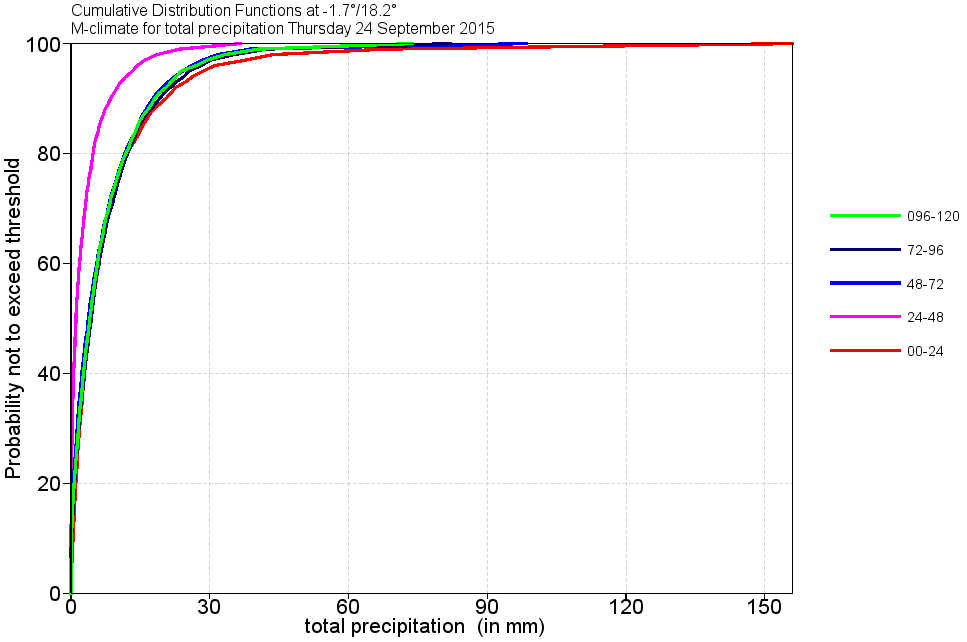 Cumulative Distribution Functions at -1.7°/18.2°
M-climate for total precipitation Thursday 24 September 2015
100
80
60
40
20
0
Probability not to exceed threshold
0 30 60 90 120 150
total precipitation (in mm)
096-120
72-96
48-72
24-48
00-24